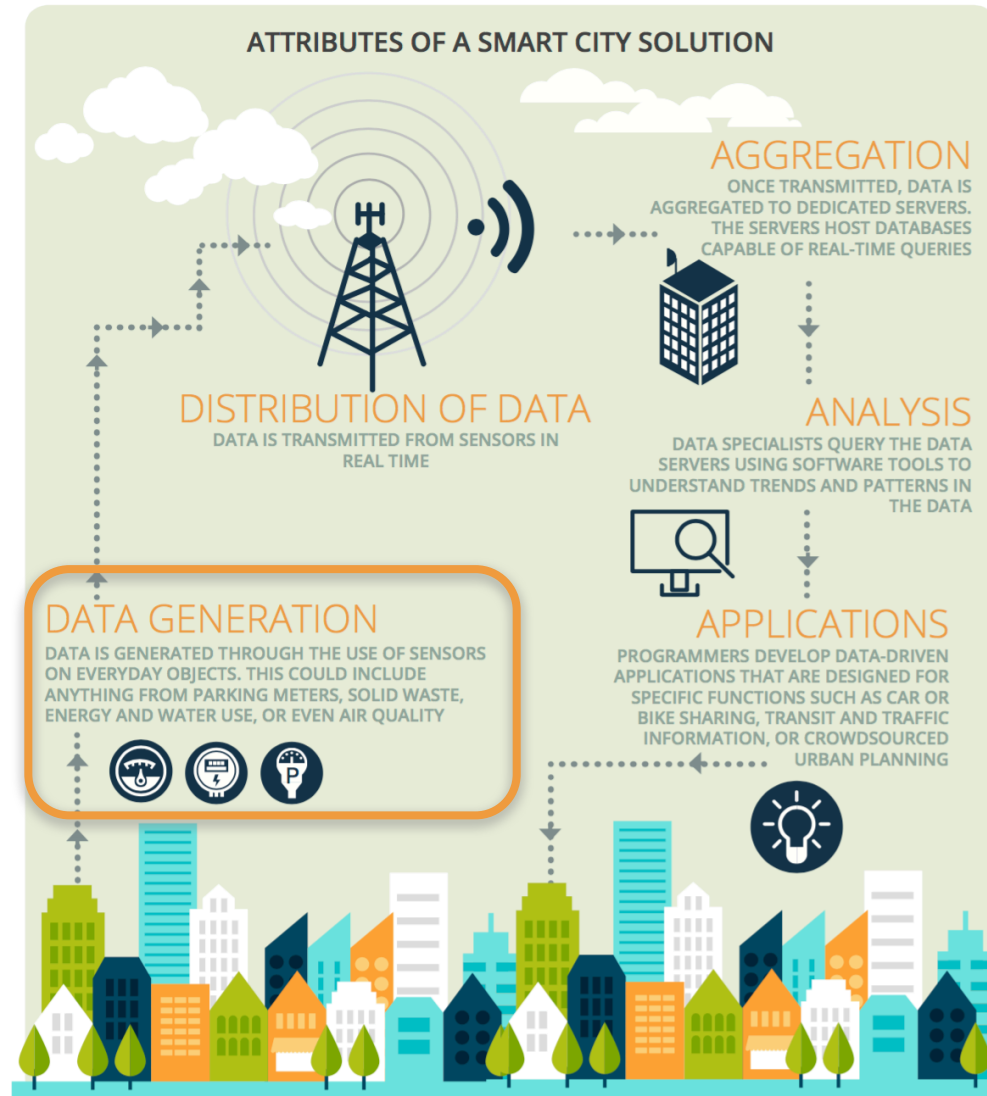 ATTRIBUTES OF A SMART CITY SOLUTION
AGGREGATION
ONCE TRANSMITTED, DATA IS
AGGREGATED TO DEDICATED SERVERS.
THE SERVERS HOST DATABASES
CAPABLE OF REAL-TIME QUERIES
DISTRIBUTION OF DATA
DATA IS TRANSMITTED FROM SENSORS IN
REAL TIME
ANALYSIS
DATA SPECIALISTS QUERY THE DATA
SERVERS USING SOFTWARE TOOLS TO
UNDERSTAND TRENDS AND PATTERNS IN
THE DATA
DATA GENERATION
DATA IS GENERATED THROUGH THE USE OF SENSORS
ON EVERYDAY OBJECTS. THIS COULD INCLUDE
ANYTHING FROM PARKING METERS, SOLID WASTE,
ENERGY AND WATER USE, OR EVEN AIR QUALITY
P
APPLICATIONS
PROGRAMMERS DEVELOP DATA-DRIVEN
APPLICATIONS THAT ARE DESIGNED FOR
SPECIFIC FUNCTIONS SUCH AS CAR OR
BIKE SHARING, TRANSIT AND TRAFFIC
INFORMATION, OR CROWDSOURCED
URBAN PLANNING